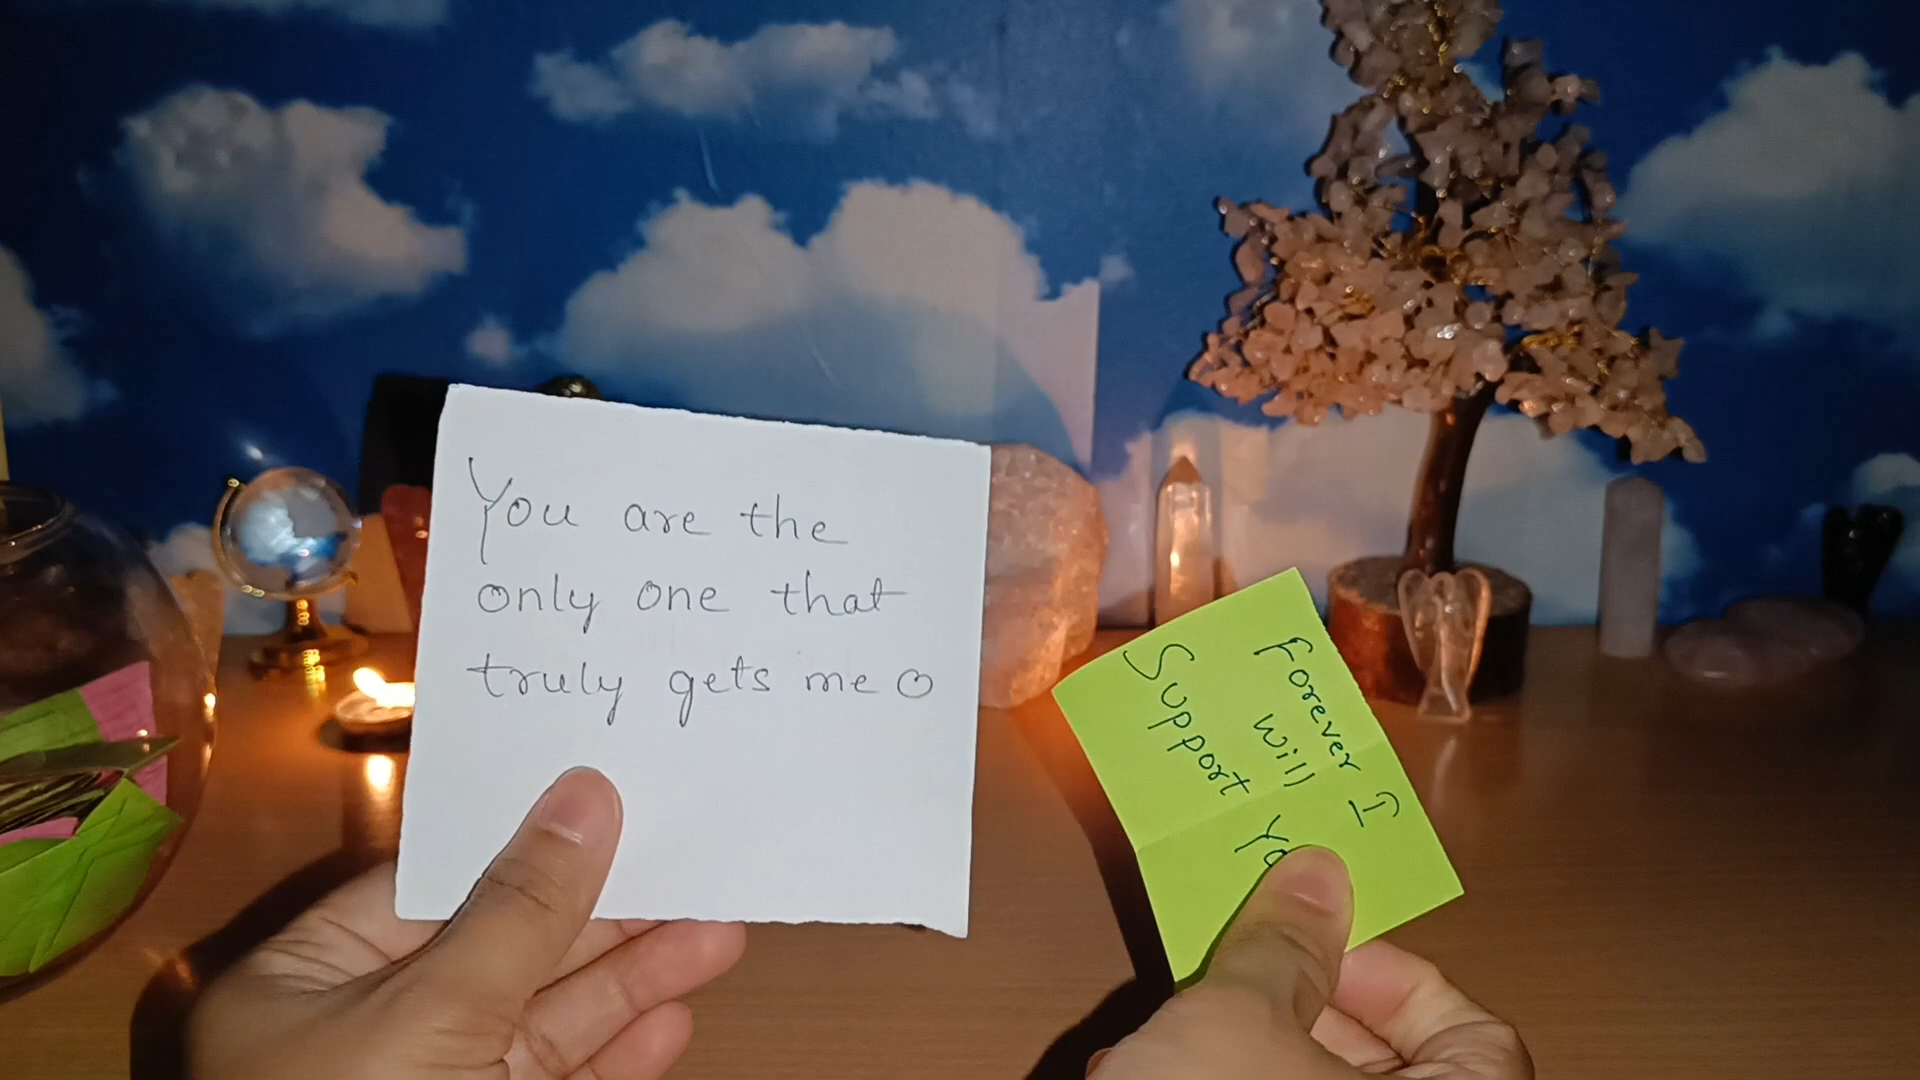 You are the
only one that
truly gets me
Forever I
will
Support